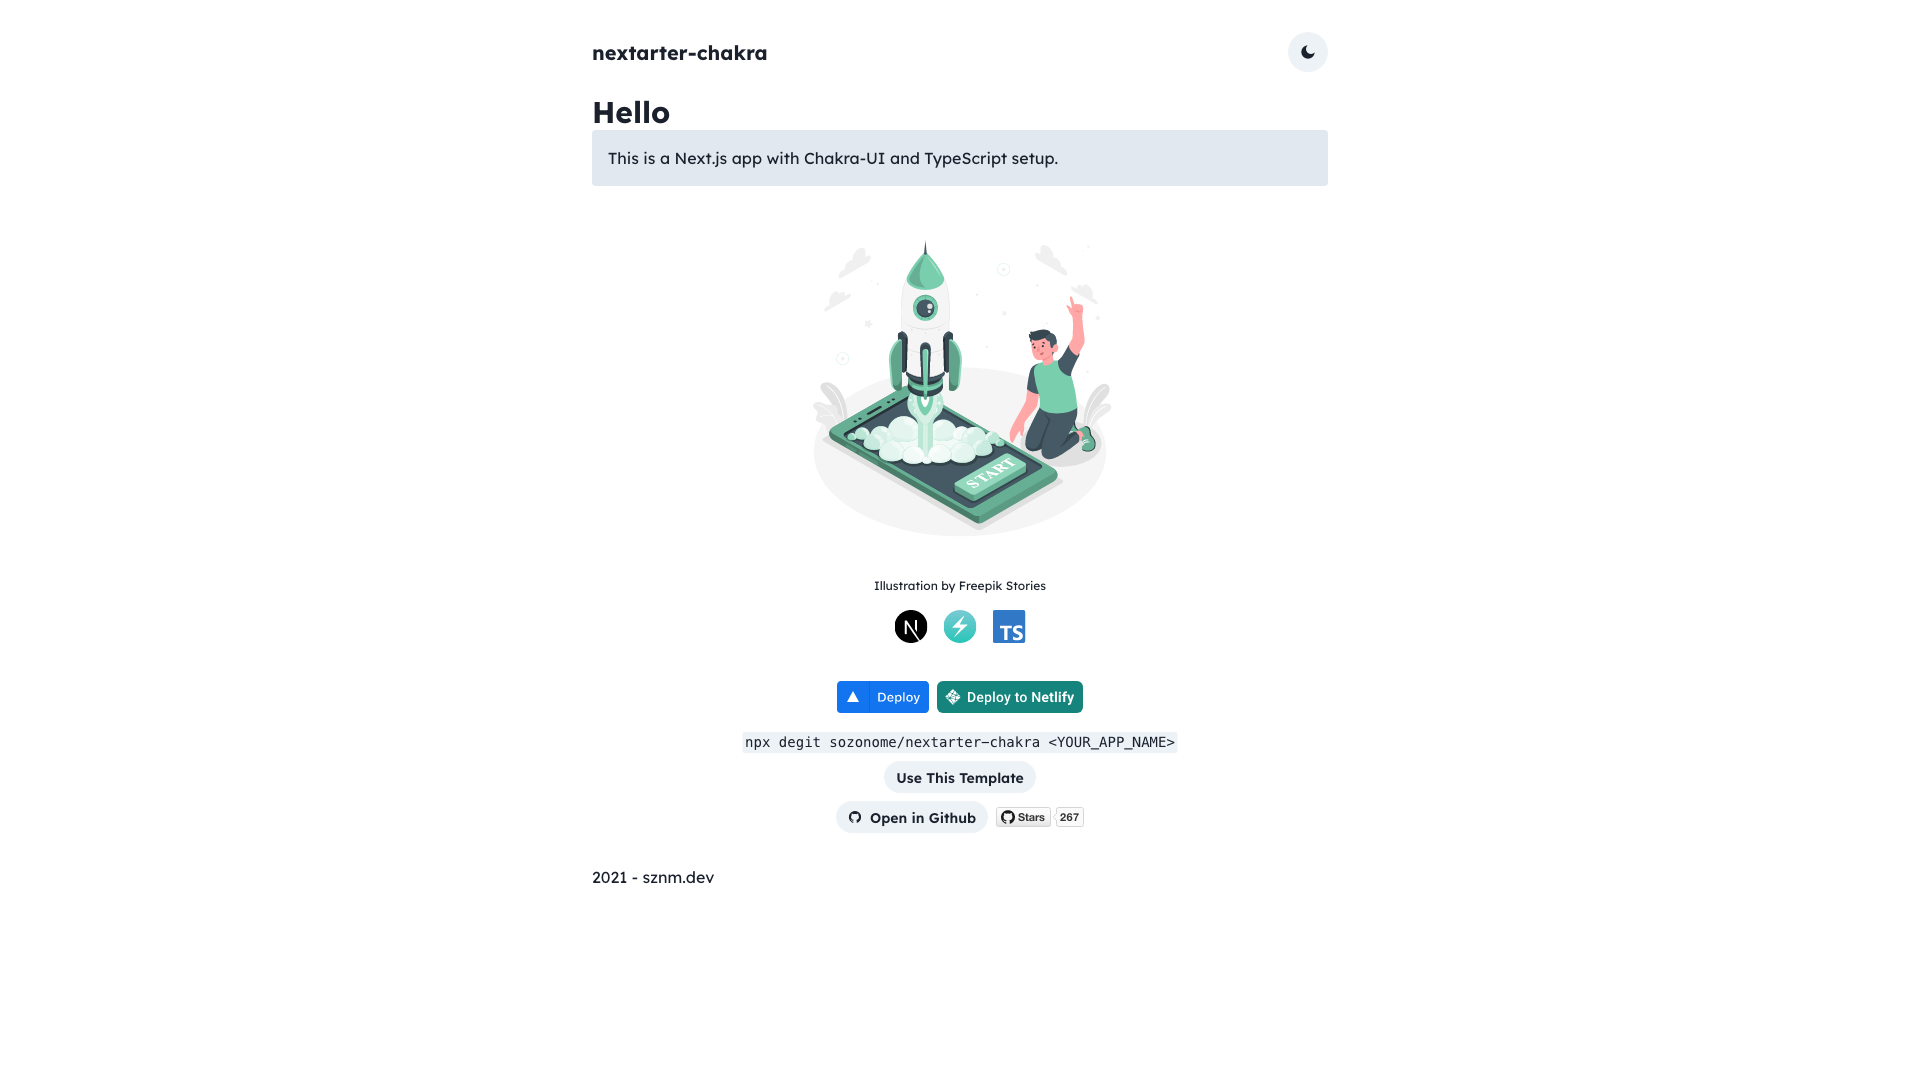 nextarter-chakra
Hello
This is a Next.js app with Chakra-UI and TypeScript setup.
START
Illustration by Freepik Stories
N
TS
Deploy
Deploy to Netlify
npx degit sozonome/nextarter-chakra <YOUR_APP_NAME>
Use This Template
Open in Github
Stars 267
2021 - sznm.dev